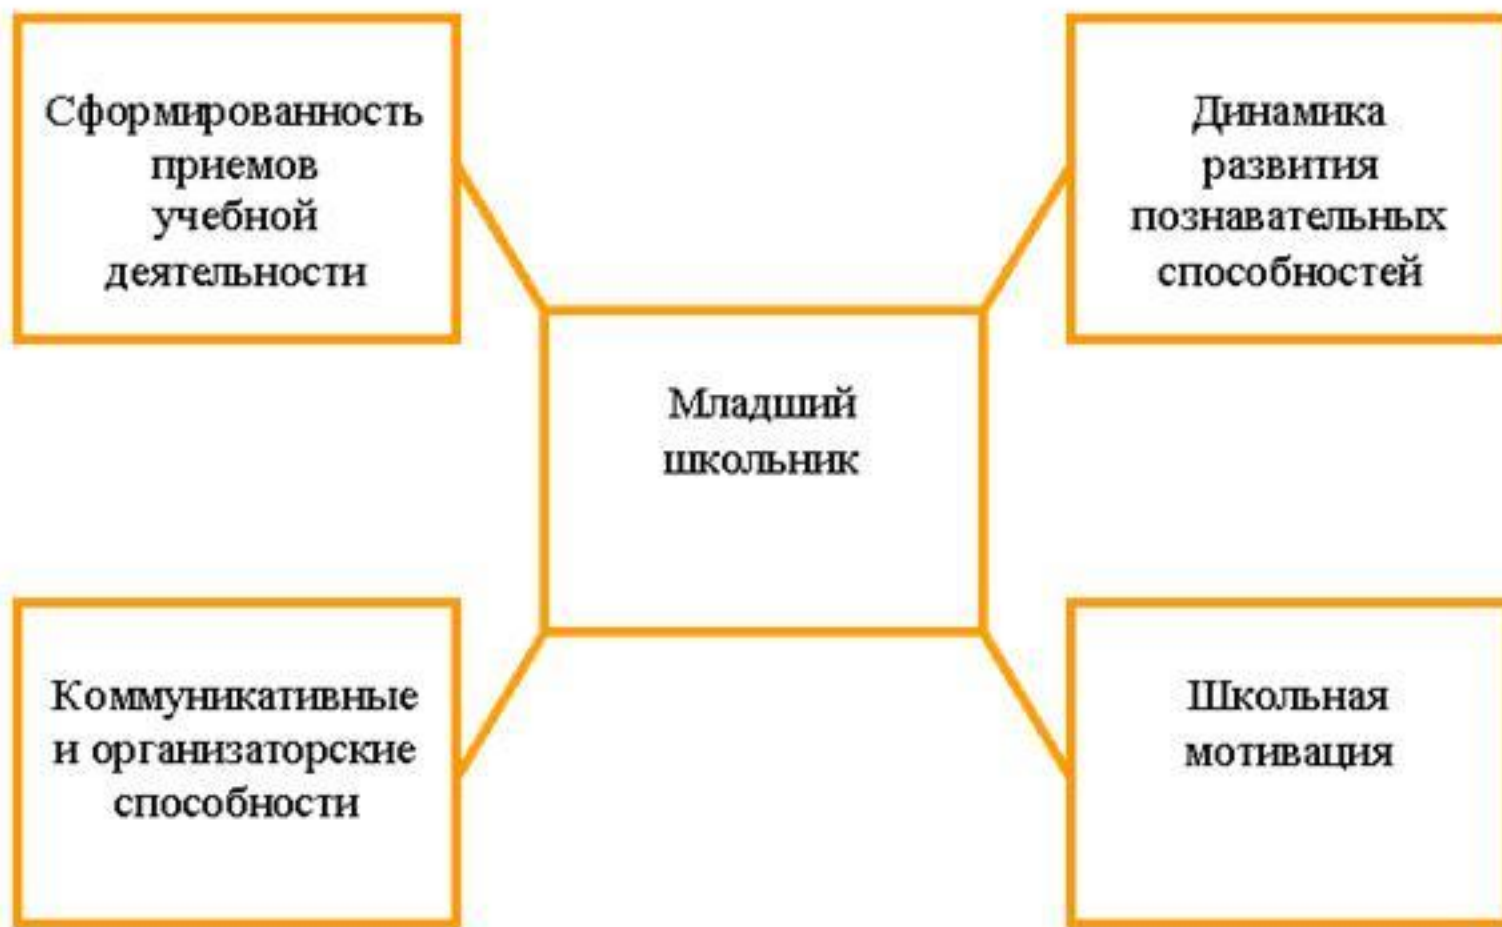 Сформированность
приемов
учебной
деятельности
Динамика
развития
познавательных
способностей
Младший
школьник
Коммуникативные
и организаторские
способности
Школьная
мотивация